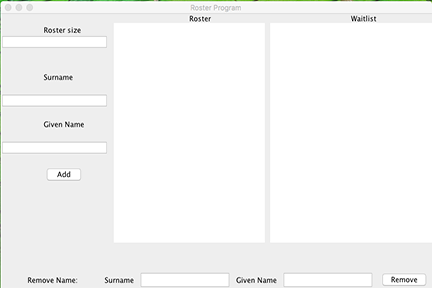 Roster Program
Roster Waitlist
Roster size
Surname
Given Name
Add
Remove Name: Surname Given Name Remove